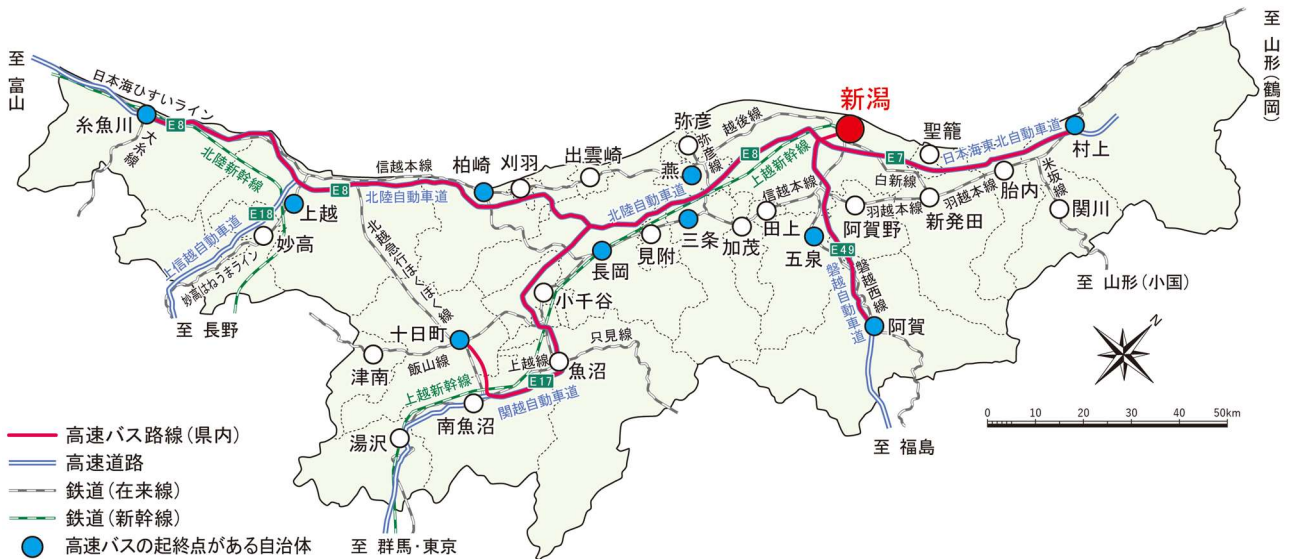 至 富山
日本海ひすいライン
糸魚川
E8
大糸線
北陸新幹線
E18
上信越自動車道
上越
妙高
妙高はねうまライン
至 長野
E8
信越本線
北陸自動車道
柏崎
刈羽
出雲崎
弥彦
弥彦線
越後線
燕
新潟
E8
上越新幹線
北陸自動車道
信越本線
長岡
見附
三条
加茂
田上
五泉
聖籠
E7
日本海東北自動車道
白新線
羽越本線
羽越本線
阿賀野
新発田
胎内
村上
米坂線
関川
至 山形(鶴岡)
至 山形(小国)
E49
磐越西線
磐越自動車道
阿賀
至 福島
北越急行ほくほく線
小千谷
十日町
飯山線
津南
上越線
只見線
魚沼
上越新幹線
E17
関越自動車道
南魚沼
湯沢
至 群馬・東京
N
0 10 20 30 40 50km
高速バス路線(県内)
高速道路
鉄道(在来線)
鉄道(新幹線)
高速バスの起終点がある自治体